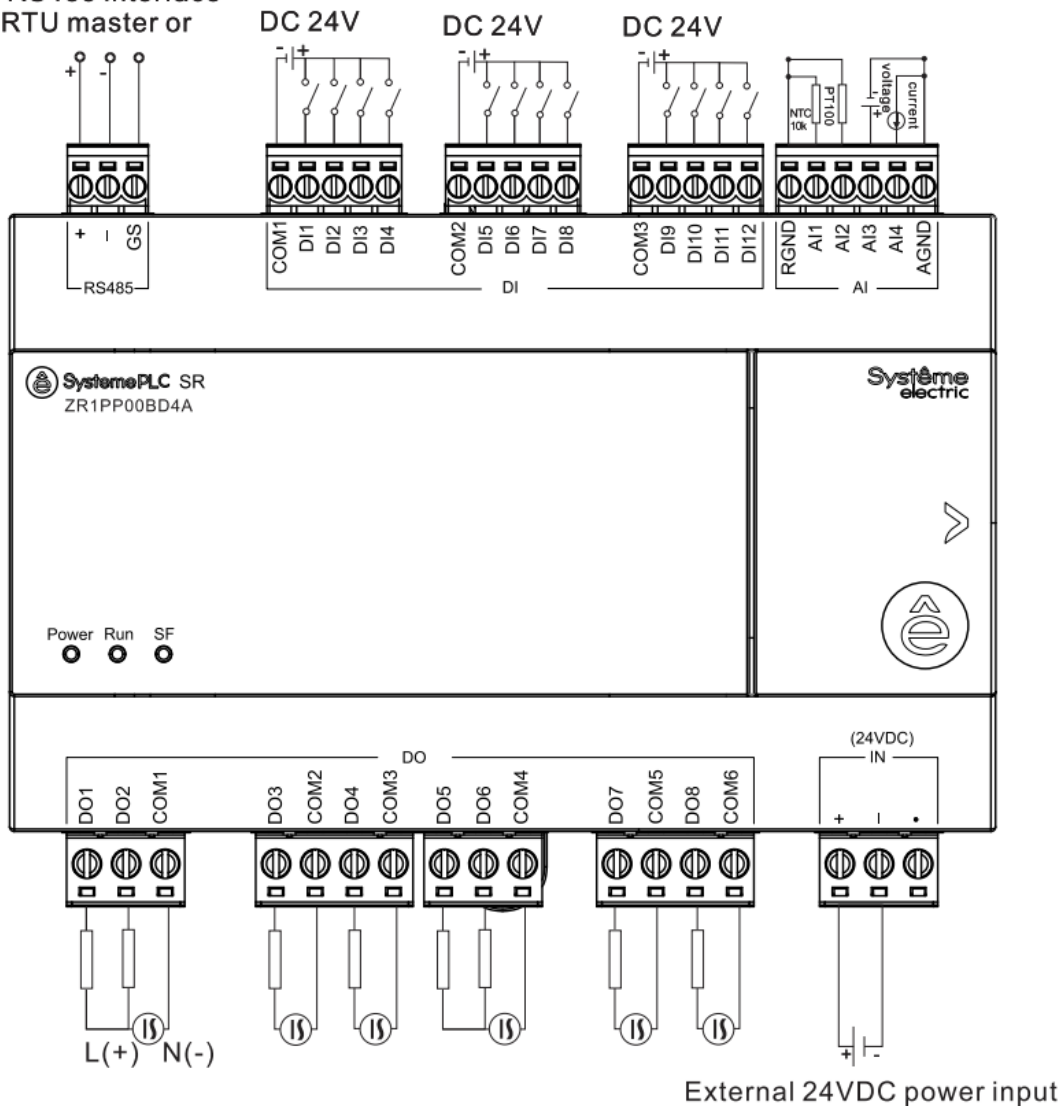 RTU master or
DC 24V
DC 24V
DC 24V
+
-
- +
- +
- +
NTC
10k
PT100
voltage
- +
current
+
–
GS
COM1
DI1
DI2
DI3
DI4
COM2
DI5
DI6
DI7
DI8
COM3
DI9
DI10
DI11
DI12
RGND
AI1
AI2
AI3
AI4
AGND
RS485
DI
AI
SystemePLC SR
ZR1PP00BD4A
Système
electric
Power Run SF
ê
(24VDC)
DO
IN
DO1
DO2
COM1
DO3
COM2
DO4
COM3
DO5
DO6
COM4
DO7
COM5
DO8
COM6
+
–
•
L(+) N(-)
+ -
External 24VDC power input